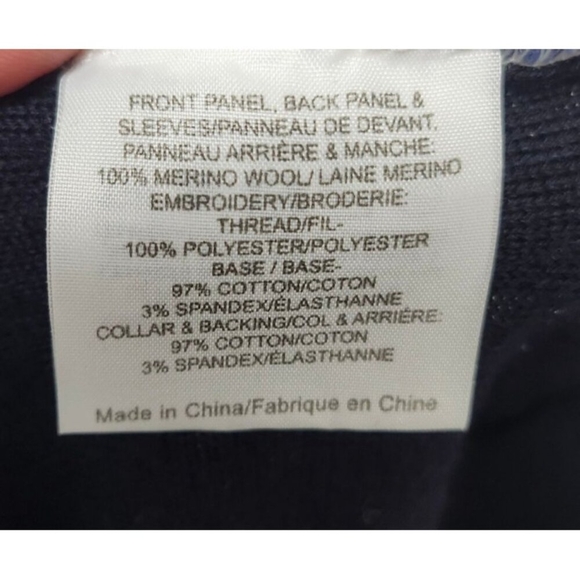 FRONT PANEL, BACK PANEL &
SLEEVES/PANNEAU DE DEVANT.
PANNEAU ARRIÈRE & MANCHE:
100% MERINO WOOL/ LAINE MERINO
EMBROIDERY/BRODERIE:
THREAD/FIL-
100% POLYESTER/POLYESTER
BASE / BASE-
97% COTTON/COTON
3% SPANDEX/ÉLASTHANNE
COLLAR & BACKING/COL & ARRIÈRE:
97% COTTON/COTON
3% SPANDEX/ÉLASTHANNE
Made in China/Fabrique en Chine